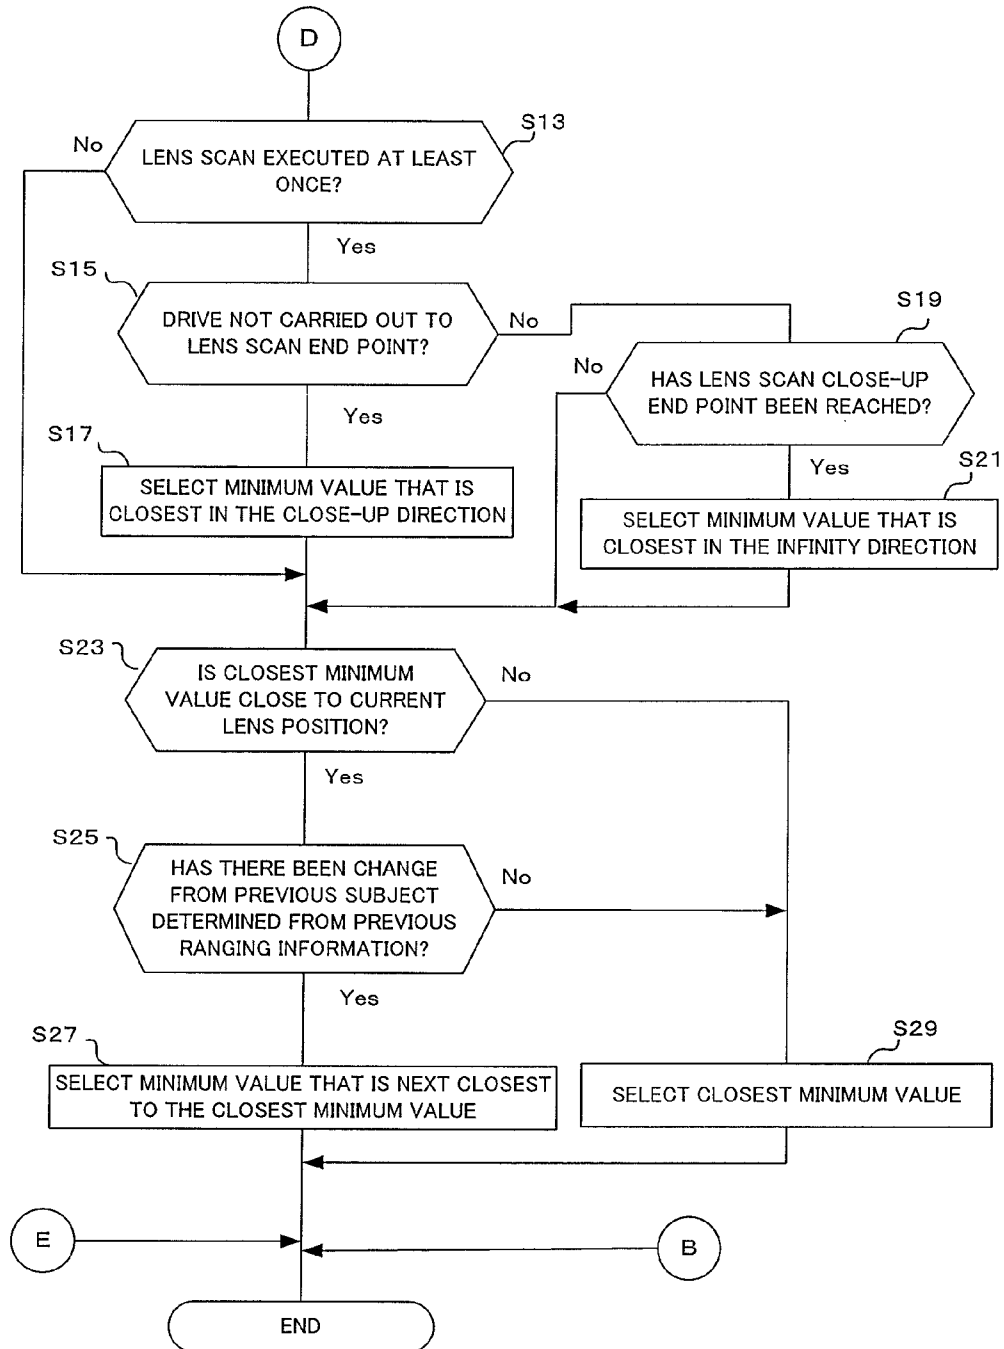 D
S13
No
LENS SCAN EXECUTED AT LEAST
ONCE?
Yes
S15
DRIVE NOT CARRIED OUT TO
LENS SCAN END POINT?
No
S19
No
HAS LENS SCAN CLOSE-UP
END POINT BEEN REACHED?
Yes
Yes
S17
SELECT MINIMUM VALUE THAT IS
CLOSEST IN THE CLOSE-UP DIRECTION
S21
SELECT MINIMUM VALUE THAT IS
CLOSEST IN THE INFINITY DIRECTION
S23
IS CLOSEST MINIMUM
VALUE CLOSE TO CURRENT
LENS POSITION?
No
Yes
S25
HAS THERE BEEN CHANGE
FROM PREVIOUS SUBJECT
DETERMINED FROM PREVIOUS
RANGING INFORMATION?
No
Yes
S27
SELECT MINIMUM VALUE THAT IS NEXT CLOSEST
TO THE CLOSEST MINIMUM VALUE
S29
SELECT CLOSEST MINIMUM VALUE
E
B
END